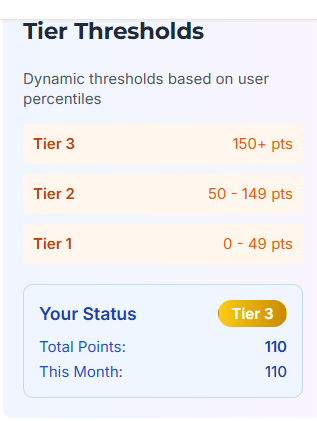 Tier Thresholds
Dynamic thresholds based on user
percentiles
Tier 3 150+ pts
Tier 2 50 - 149 pts
Tier 1 0 - 49 pts
Your Status Tier 3
Total Points: 110
This Month: 110